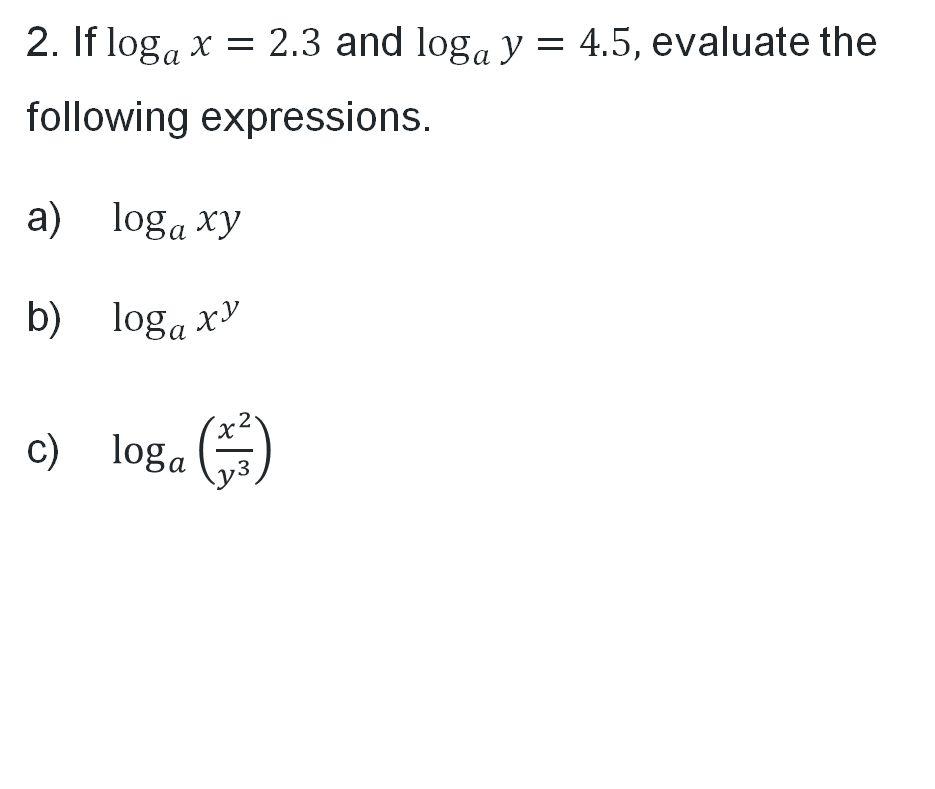 2. If logₐ x = 2.3 and logₐ y = 4.5, evaluate the
following expressions.
a) logₐ xy
b) logₐ xʸ
c) logₐ (x²/y³)